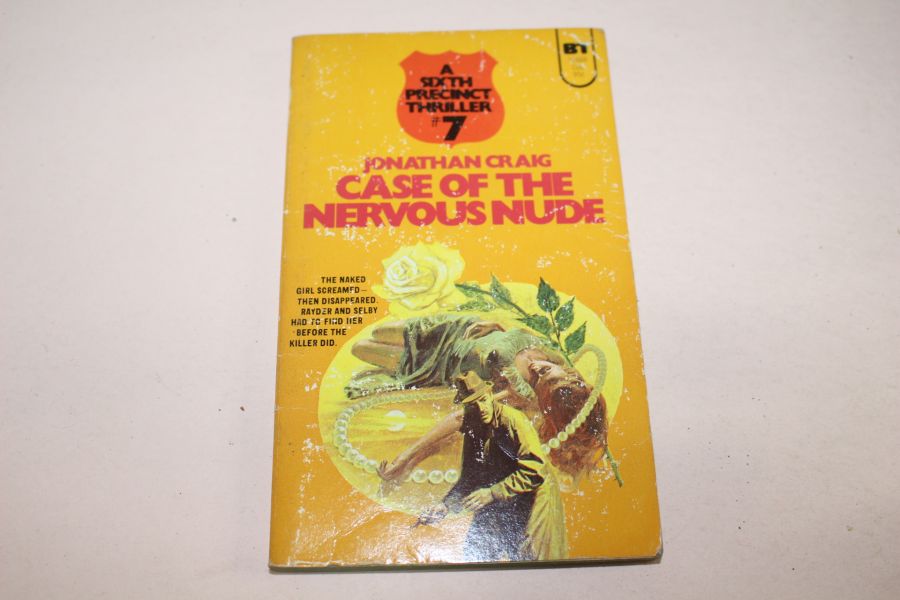 A
SIXTH
PRECINCT
THRILLER
#7
BT
JONATHAN CRAIG
CASE OF THE
NERVOUS NUDE
THE NAKED
GIRL SCREAMED—
THEN DISAPPEARED.
RAYDER AND SELBY
HAD TO FIND HER
BEFORE THE
KILLER DID.